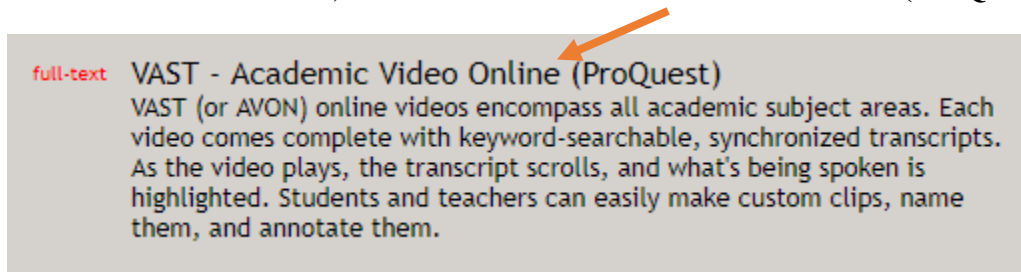 full-text VAST - Academic Video Online (ProQuest)
VAST (or AVON) online videos encompass all academic subject areas. Each
video comes complete with keyword-searchable, synchronized transcripts.
As the video plays, the transcript scrolls, and what's being spoken is
highlighted. Students and teachers can easily make custom clips, name
them, and annotate them.